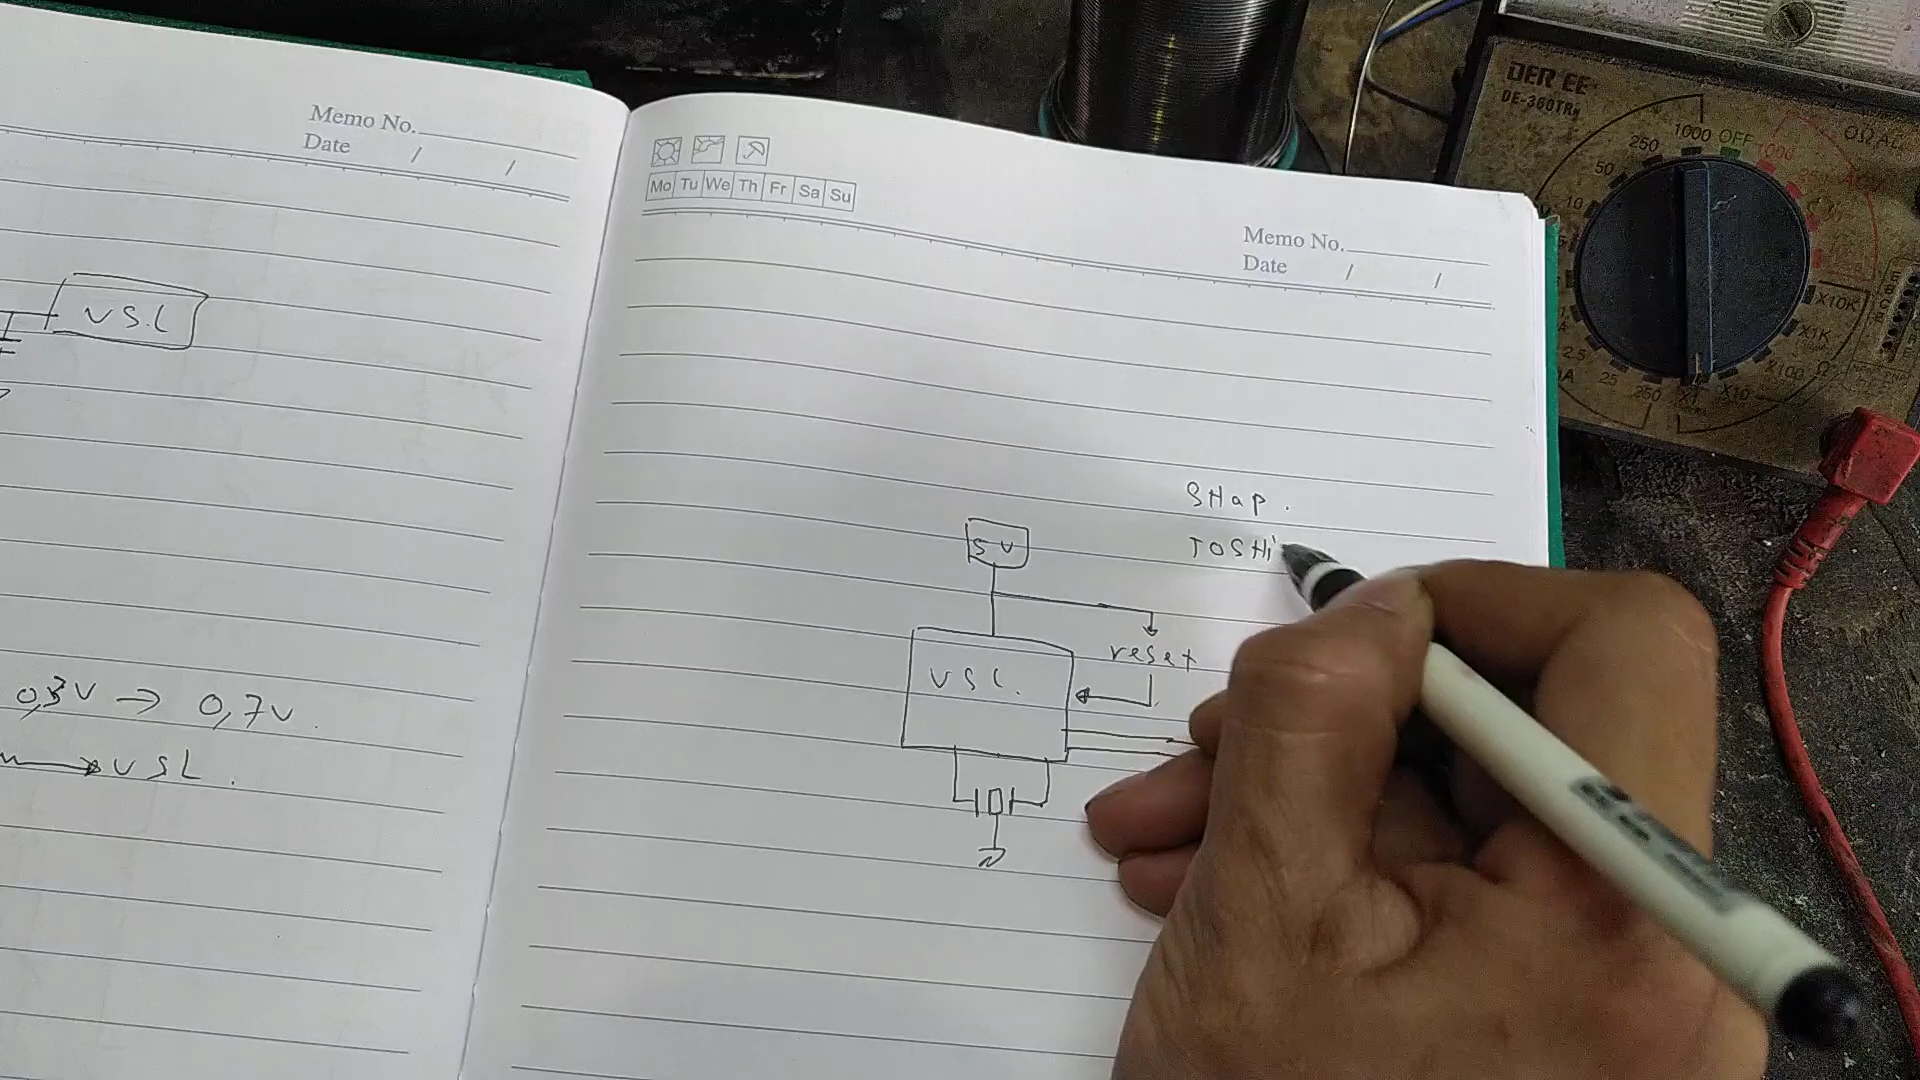 Memo No.
Date / /
VSL
0,3V → 0,7V.
VSL.
Mo Tu We Th Fr Sa Su
Memo No.
Date / /
SHap.
TOSHi
5V
reset
VSL.
DER EE
DE-360TRn
1000 OFF 1000
250
50
10
2.5
25
250
X1
X10
X100
X1K
X10K
Ω